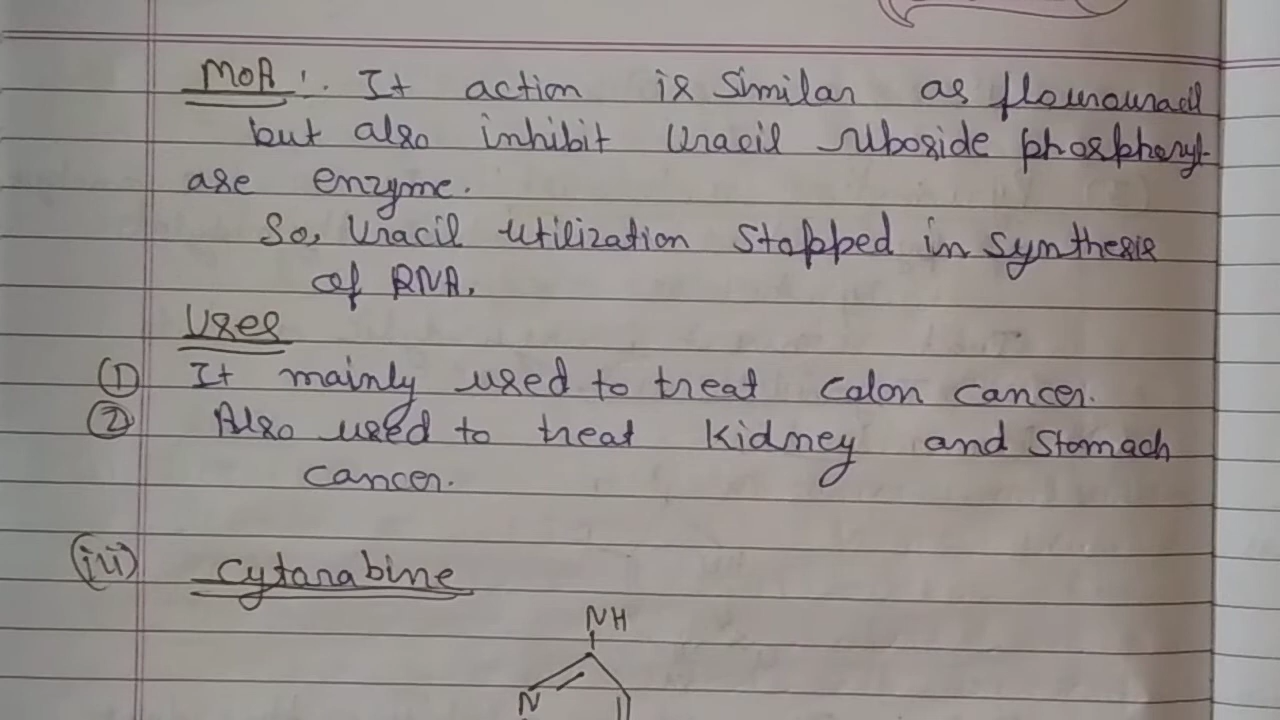 MOA :. It action is similar as flourouracil
but also inhibit Uracil riboside phosphoryl-
ase enzyme.
So, Uracil utilization stopped in synthesis
of RNA.
Uses
(1) It mainly used to treat colon cancer.
(2) Also used to treat kidney and stomach
cancer.
(iii) Cytarabine
NH
N